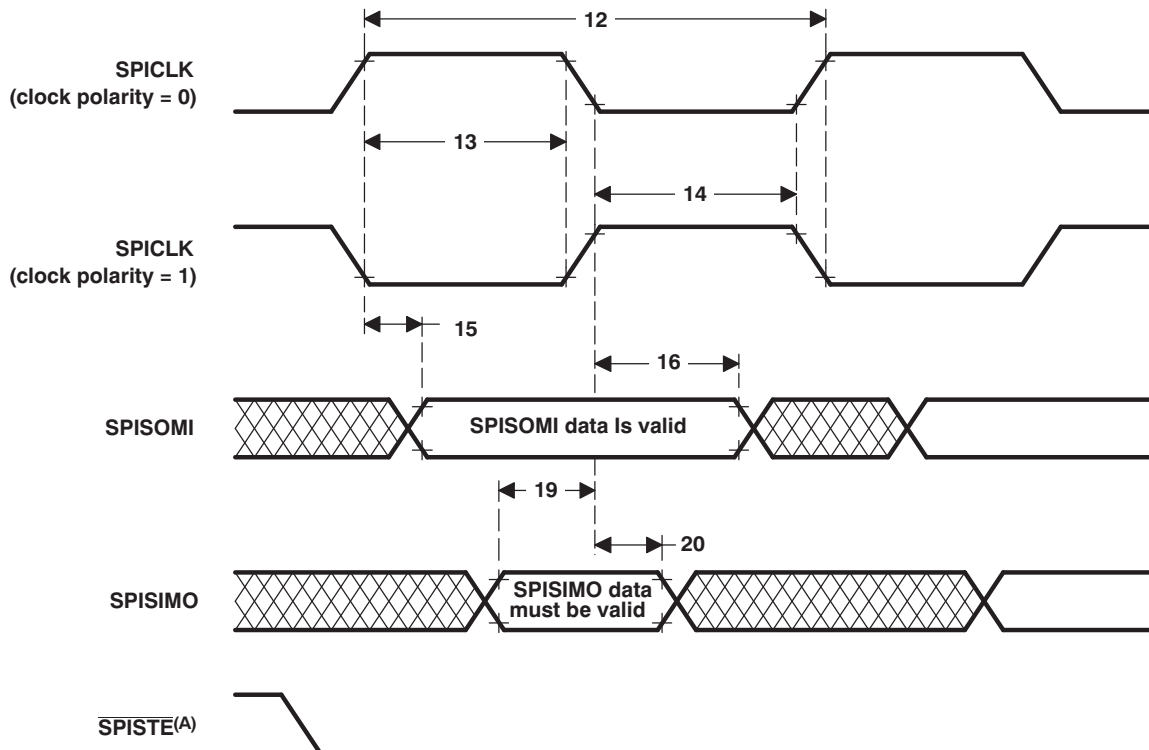 12
SPICLK
(clock polarity = 0)
13
14
SPICLK
(clock polarity = 1)
15
16
SPISOMI
SPISOMI data Is valid
19
20
SPISIMO
SPISIMO data
must be valid
SPISTE(A)